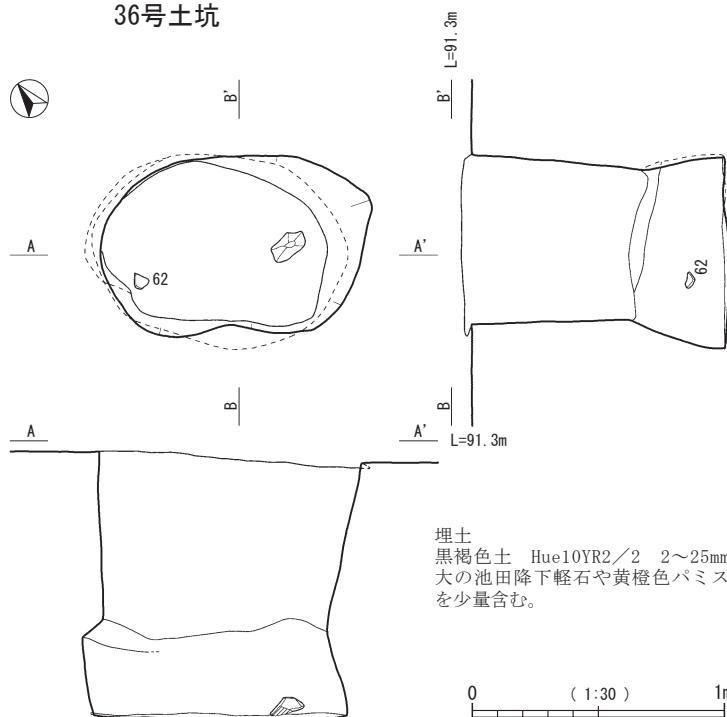 36号土坑
L=91.3m
B'
B'
A
A'
62
62
B
B
A
A'
L=91.3m
埋土
黒褐色土　Hue10YR2／2　2～25mm
大の池田降下軽石や黄橙色パミス
を少量含む。
0 （1:30） 1m